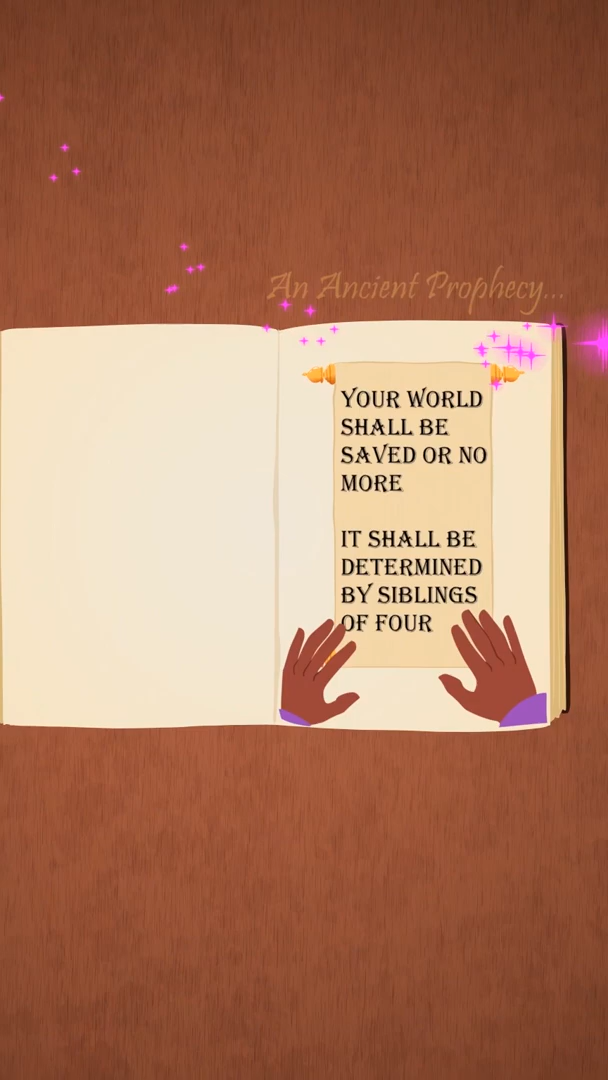 An Ancient Prophecy...
YOUR WORLD
SHALL BE
SAVED OR NO
MORE
IT SHALL BE
DETERMINED
BY SIBLINGS
OF FOUR